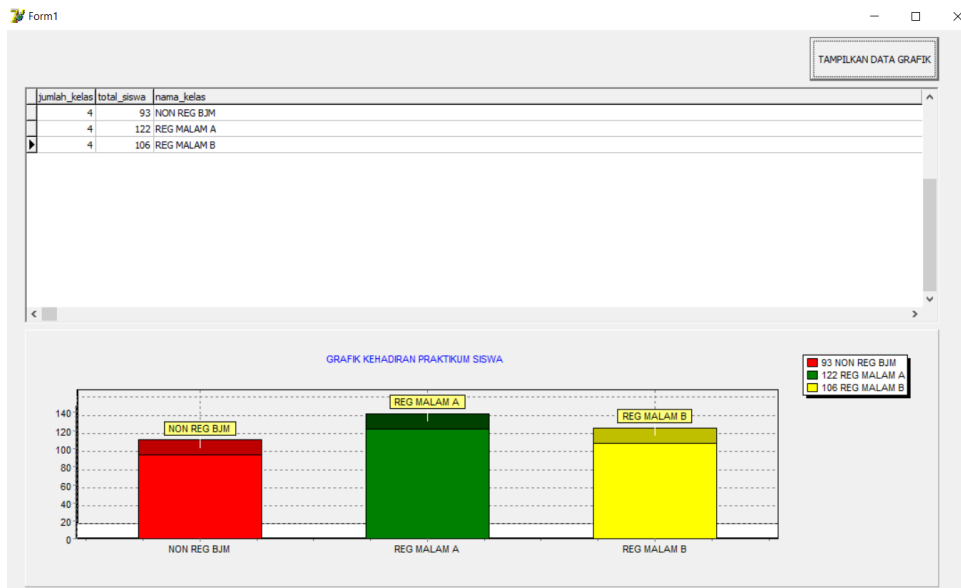 Form1
TAMPILKAN DATA GRAFIK
jumlah_kelas total_siswa nama_kelas
4 93 NON REG BJM
4 122 REG MALAM A
4 106 REG MALAM B
GRAFIK KEHADIRAN PRAKTIKUM SISWA
93 NON REG BJM
122 REG MALAM A
106 REG MALAM B
140
120
100
80
60
40
20
0
NON REG BJM
REG MALAM A
REG MALAM B
NON REG BJM
REG MALAM A
REG MALAM B